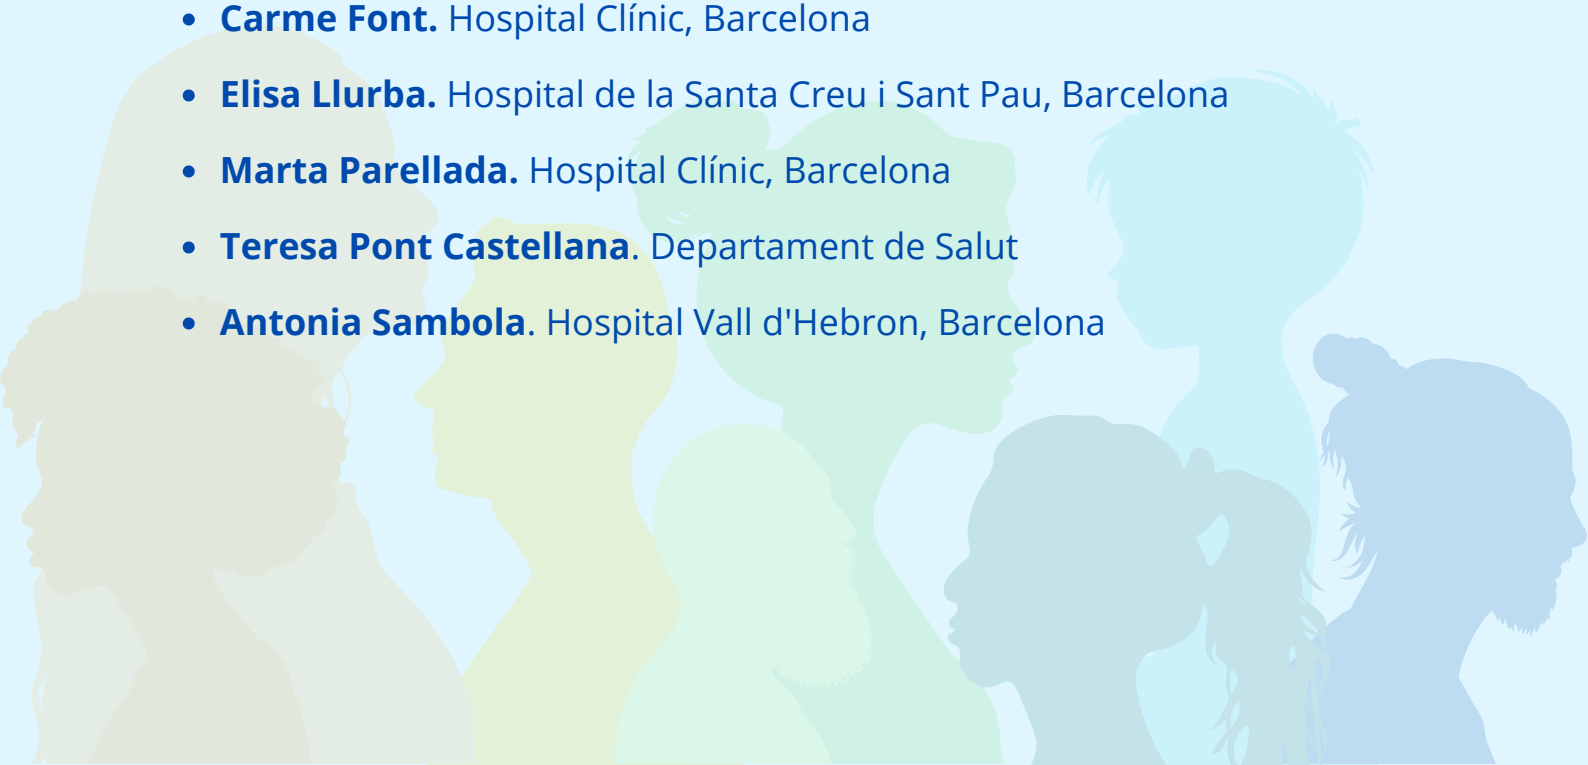 • Carme Font. Hospital Clínic, Barcelona
• Elisa Llurba. Hospital de la Santa Creu i Sant Pau, Barcelona
• Marta Parellada. Hospital Clínic, Barcelona
• Teresa Pont Castellana. Departament de Salut
• Antonia Sambola. Hospital Vall d'Hebron, Barcelona